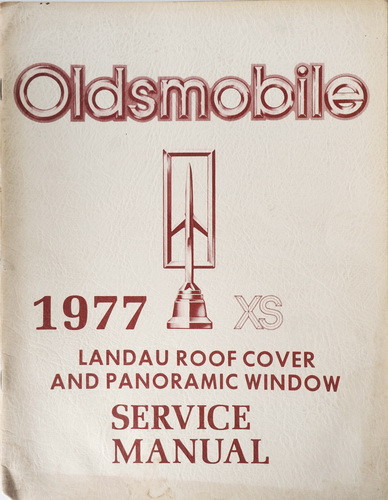 Oldsmobile
1977 XS
LANDAU ROOF COVER
AND PANORAMIC WINDOW
SERVICE
MANUAL